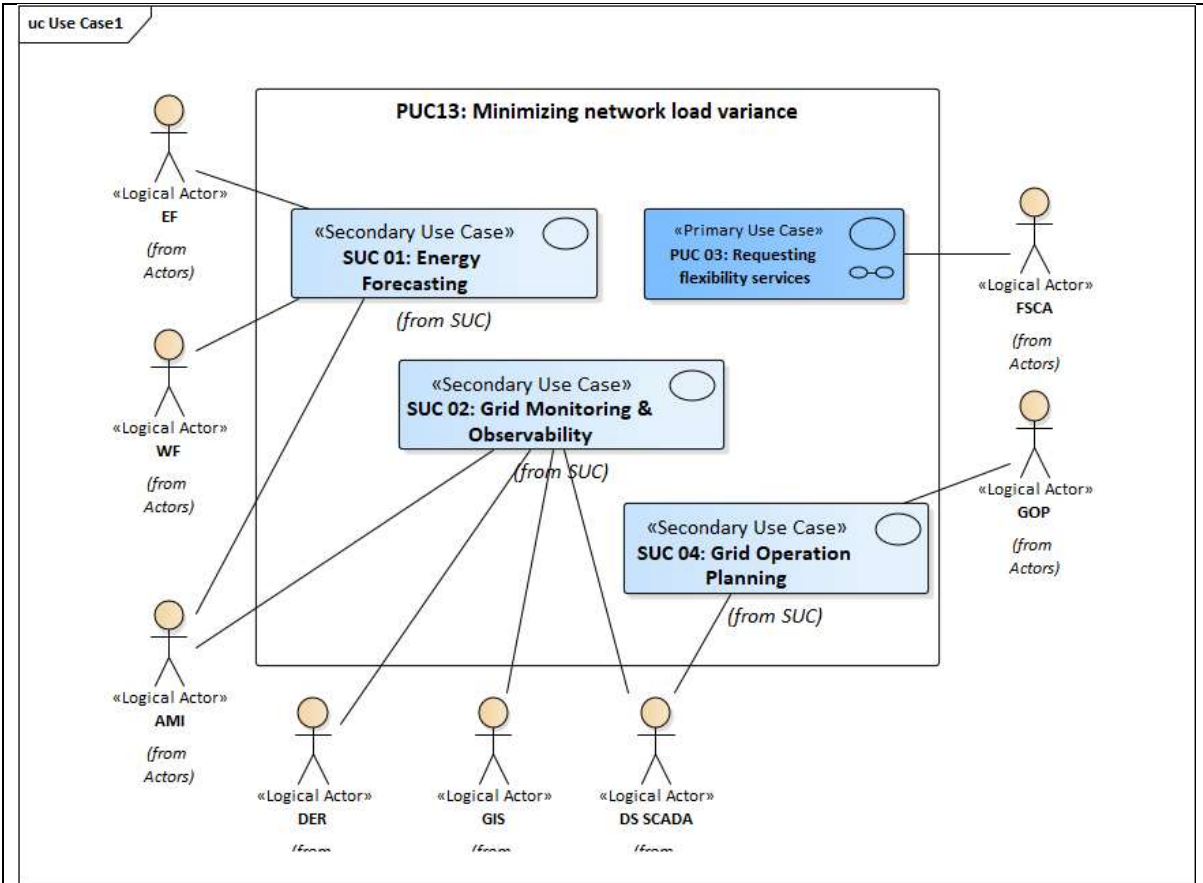 uc Use Case1
PUC13: Minimizing network load variance
«Logical Actor»
EF
(from
Actors)
«Secondary Use Case»
SUC 01: Energy
Forecasting
(from SUC)
«Primary Use Case»
PUC 03: Requesting
flexibility services
«Logical Actor»
FSCA
(from
Actors)
«Logical Actor»
WF
(from
Actors)
«Secondary Use Case»
SUC 02: Grid Monitoring &
Observability
(from SUC)
«Logical Actor»
GOP
(from
Actors)
«Secondary Use Case»
SUC 04: Grid Operation
Planning
(from SUC)
«Logical Actor»
AMI
(from
Actors)
«Logical Actor»
DER
(from
«Logical Actor»
GIS
(from
«Logical Actor»
DS SCADA
(from